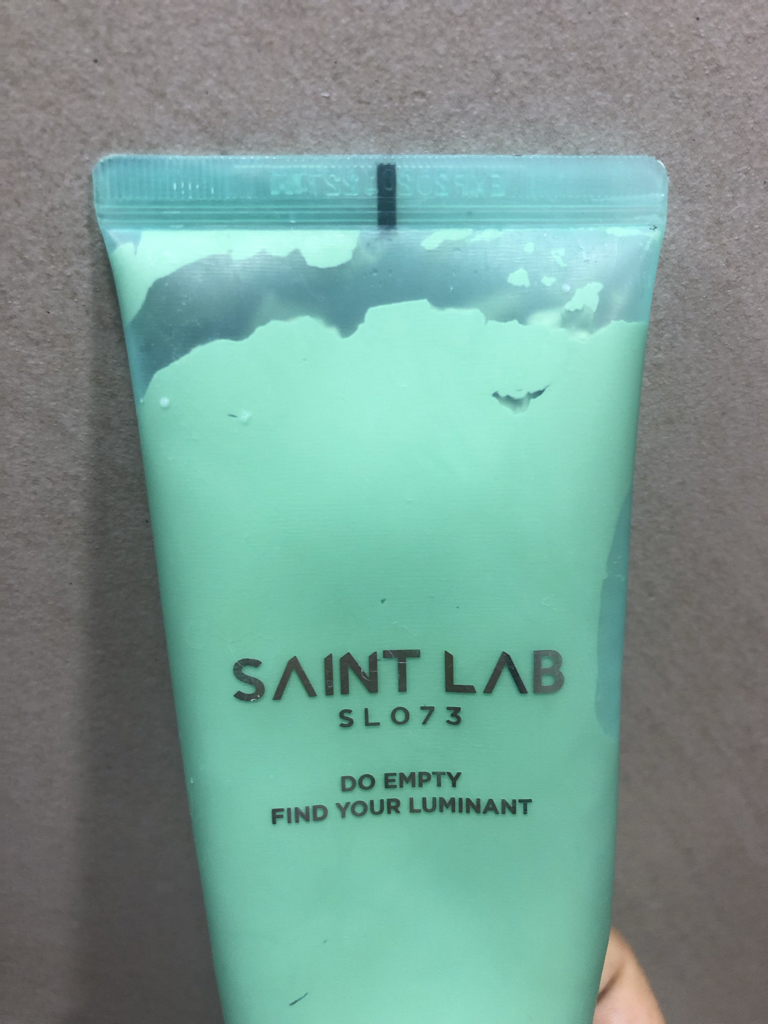 SAINT LAB
SL073
DO EMPTY
FIND YOUR LUMINANT